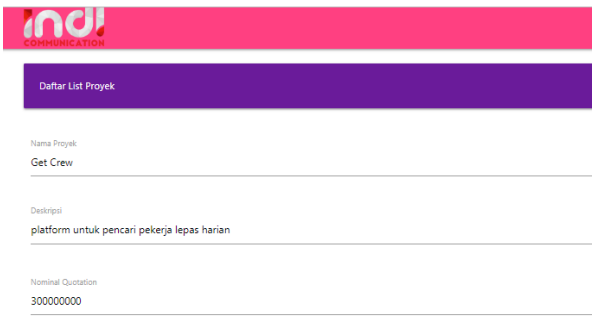 indi
COMMUNICATION
Daftar List Proyek
Nama Proyek
Get Crew
Deskripsi
platform untuk pencari pekerja lepas harian
Nominal Quotation
300000000